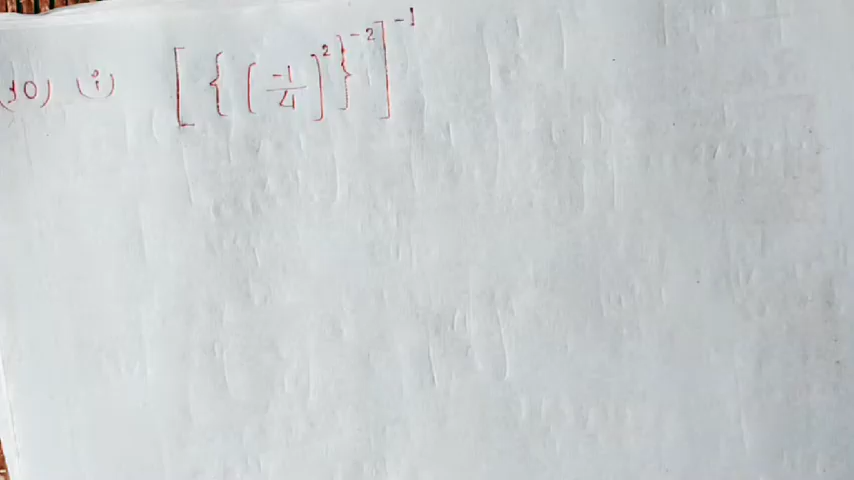 (10) (i) [ { ( -1/4 )^2 }^-2 ]^-1